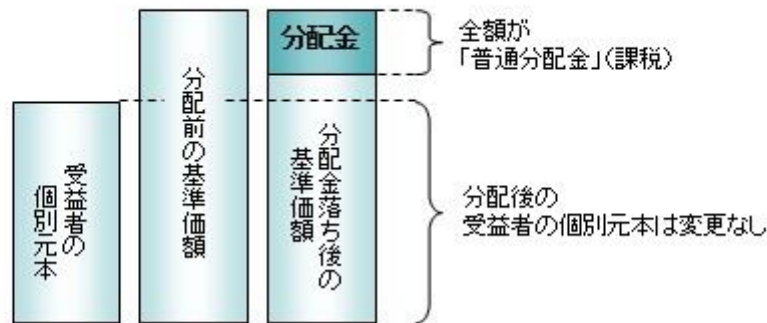 受益者の
個別元本
分配前の基準価額
分配金
分配金落ち後の
基準価額
全額が
「普通分配金」(課税)
分配後の
受益者の個別元本は変更なし